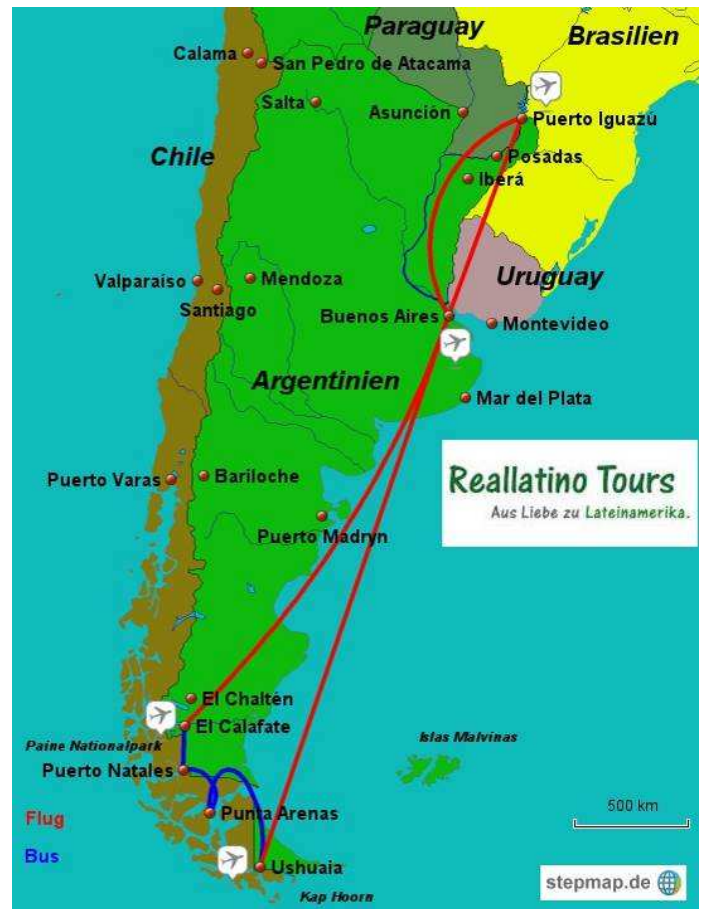 Paraguay
Brasilien
Calama
San Pedro de Atacama
Salta
Asunción
Puerto Iguazú
Chile
Posadas
Iberá
Valparaíso
Mendoza
Uruguay
Santiago
Buenos Aires
Montevideo
Argentinien
Mar del Plata
Reallatino Tours
Aus Liebe zu Lateinamerika.
Puerto Varas
Bariloche
Puerto Madryn
El Chaltén
El Calafate
Islas Malvinas
Paine Nationalpark
Puerto Natales
500 km
Punta Arenas
Flug
Bus
Ushuaia
stepmap.de
Kap Hoorn